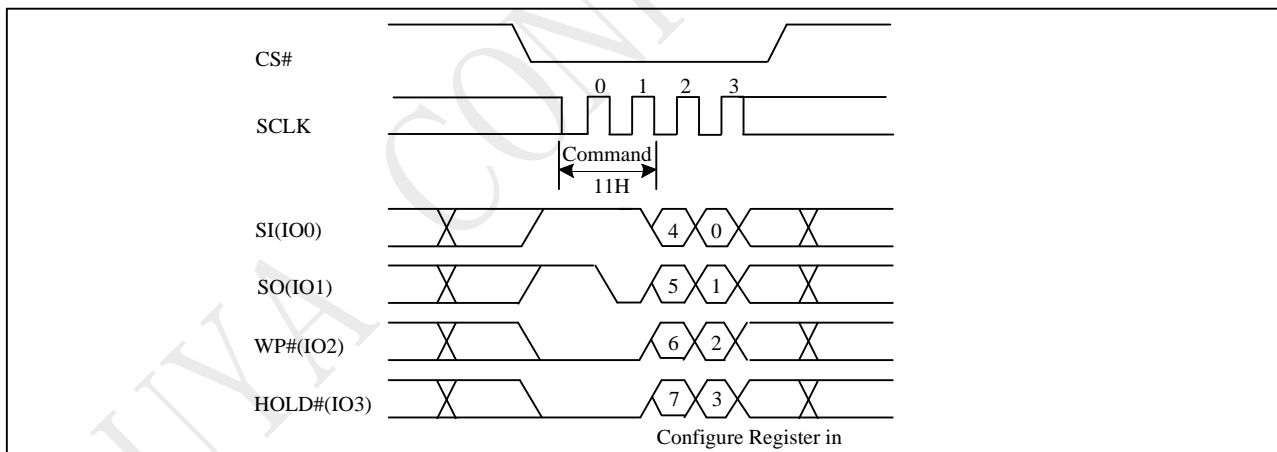 CS#
0 1 2 3
SCLK
Command
11H
SI(IO0)
4 0
SO(IO1)
5 1
WP#(IO2)
6 2
HOLD#(IO3)
7 3
Configure Register in